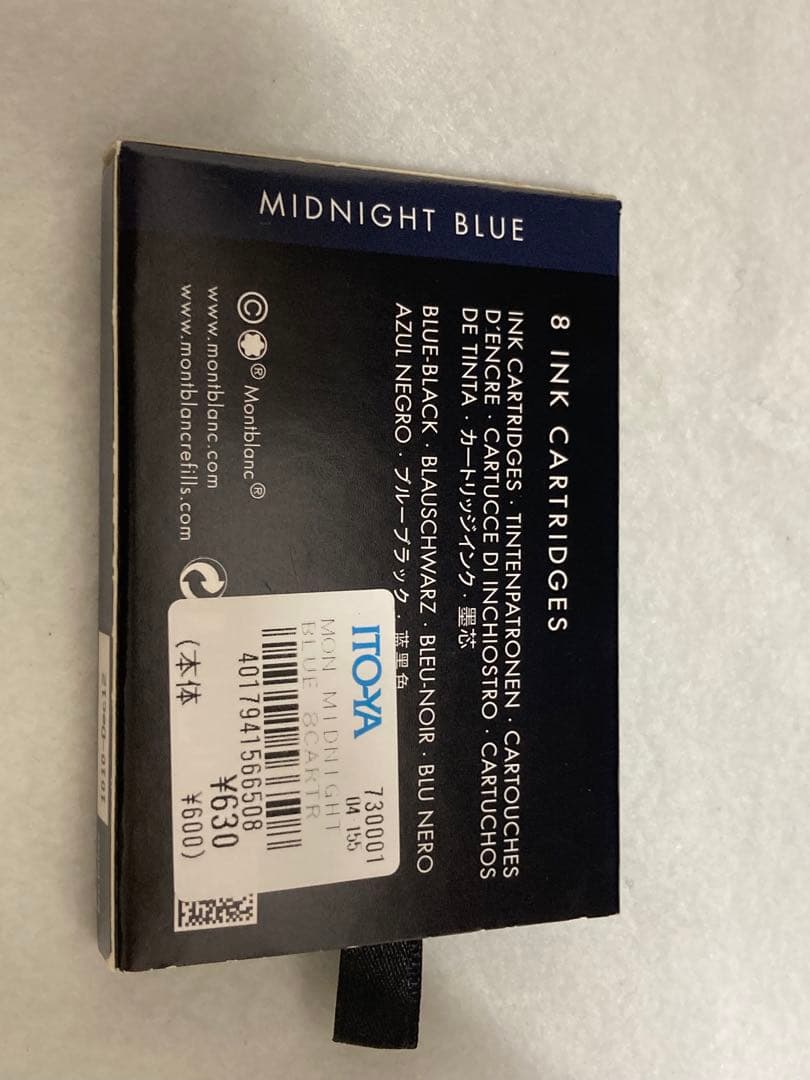 MIDNIGHT BLUE
8 INK CARTRIDGES
INK CARTRIDGES · TINTENPATRONEN · CARTOUCHES
D'ENCRE · CARTUCCE DI INCHIOSTRO · CARTUCHOS
DE TINTA · カートリッジインク · 墨芯
BLUE-BLACK · BLAUSCHWARZ · BLEU-NOIR · BLU NERO
AZUL NEGRO · ブルーブラック · 蓝黑色
© ® Montblanc®
www.montblanc.com
www.montblancrefills.com
ITO-YA
730001
04 155
MON MIDNIGHT
BLUE 8CARTR
4017941566508
¥630
(本体 ¥600)